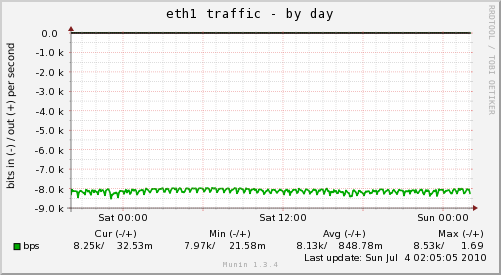 eth1 traffic - by day
RRDTOOL / TOBI OETIKER
bits in (-) / out (+) per second
0.0
-1.0 k
-2.0 k
-3.0 k
-4.0 k
-5.0 k
-6.0 k
-7.0 k
-8.0 k
-9.0 k
Sat 00:00 Sat 12:00 Sun 00:00
Cur (-/+) Min (-/+) Avg (-/+) Max (-/+)
bps 8.25k/ 32.53m 7.97k/ 21.58m 8.13k/ 848.78m 8.53k/ 1.69
Last update: Sun Jul 4 02:05:05 2010
Munin 1.3.4